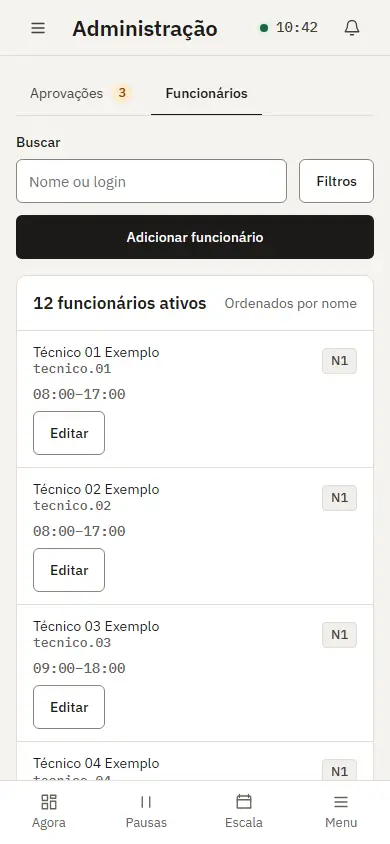 Administração
10:42
Aprovações 3
Funcionários
Buscar
Nome ou login
Filtros
Adicionar funcionário
12 funcionários ativos
Ordenados por nome
Técnico 01 Exemplo
tecnico.01
N1
08:00–17:00
Editar
Técnico 02 Exemplo
tecnico.02
N1
08:00–17:00
Editar
Técnico 03 Exemplo
tecnico.03
N1
09:00–18:00
Editar
Técnico 04 Exemplo
tecnico.04
N1
Agora
Pausas
Escala
Menu